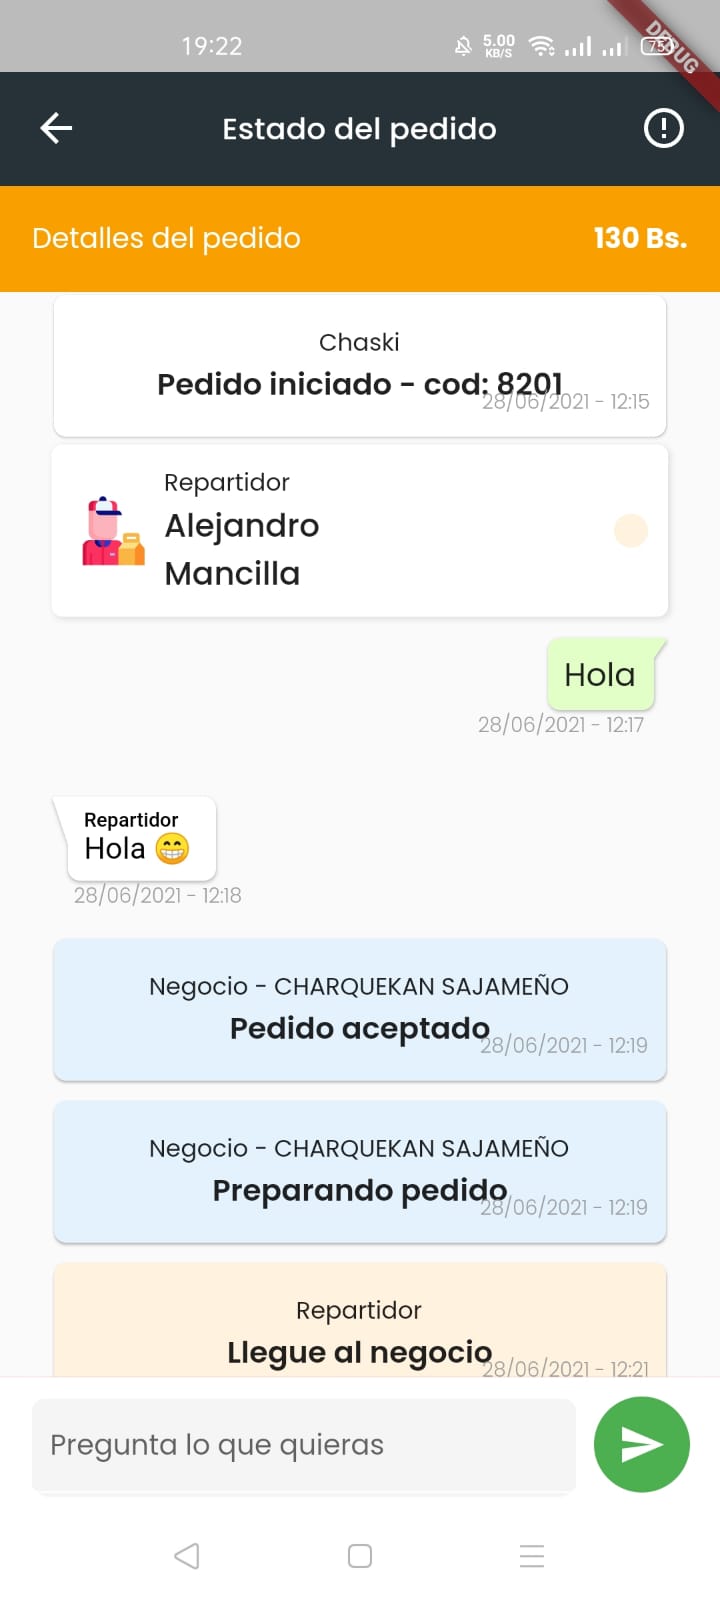 19:22
5.00
KB/S
75
DEBUG
Estado del pedido
Detalles del pedido
130 Bs.
Chaski
Pedido iniciado - cod: 8201
28/06/2021 - 12:15
Repartidor
Alejandro
Mancilla
Hola
28/06/2021 - 12:17
Repartidor
Hola 😁
28/06/2021 - 12:18
Negocio - CHARQUEKAN SAJAMEÑO
Pedido aceptado
28/06/2021 - 12:19
Negocio - CHARQUEKAN SAJAMEÑO
Preparando pedido
28/06/2021 - 12:19
Repartidor
Llegue al negocio
28/06/2021 - 12:21
Pregunta lo que quieras